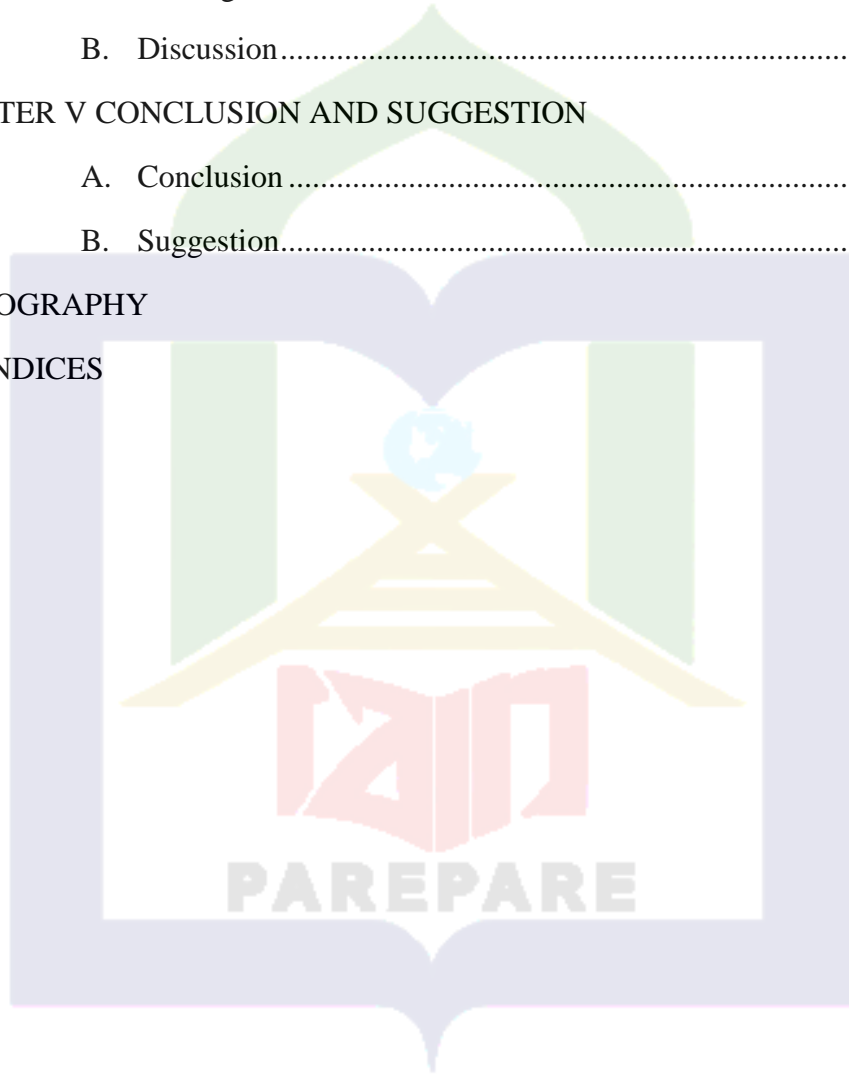 B. Discussion........................................................................................
TER V CONCLUSION AND SUGGESTION
A. Conclusion ......................................................................................
B. Suggestion........................................................................................
OGRAPHY
NDICES
PAREPARE